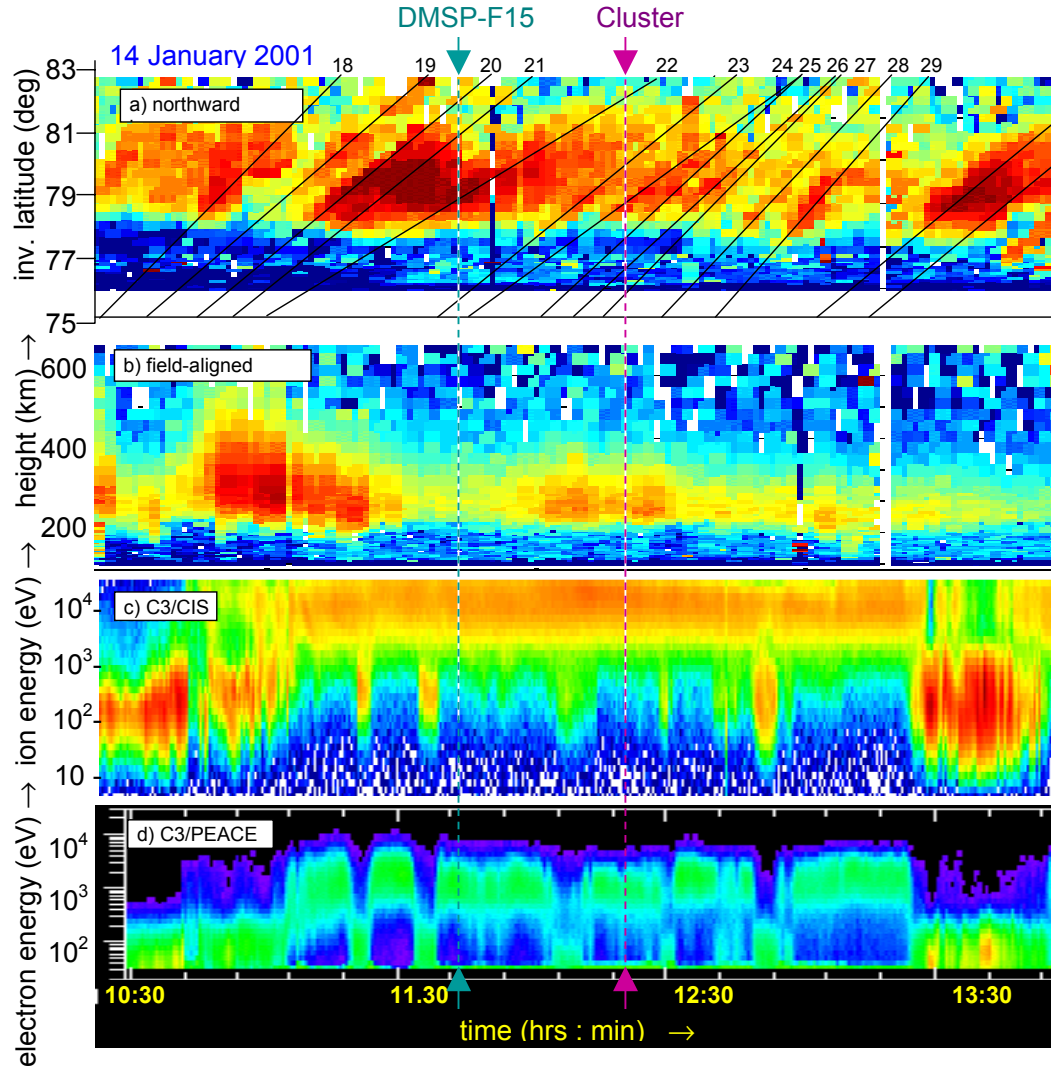 DMSP-F15 Cluster
14 January 2001
18 19 20 21 22 23 24 25 26 27 28 29
a) northward
83
81
79
77
75
inv. latitude (deg)
b) field-aligned
600
400
200
→ height (km) →
c) C3/CIS
10⁴
10³
10²
10
→ ion energy (eV) →
d) C3/PEACE
10⁴
10³
10²
electron energy (eV)
10:30 11:30 12:30 13:30
time (hrs : min) →